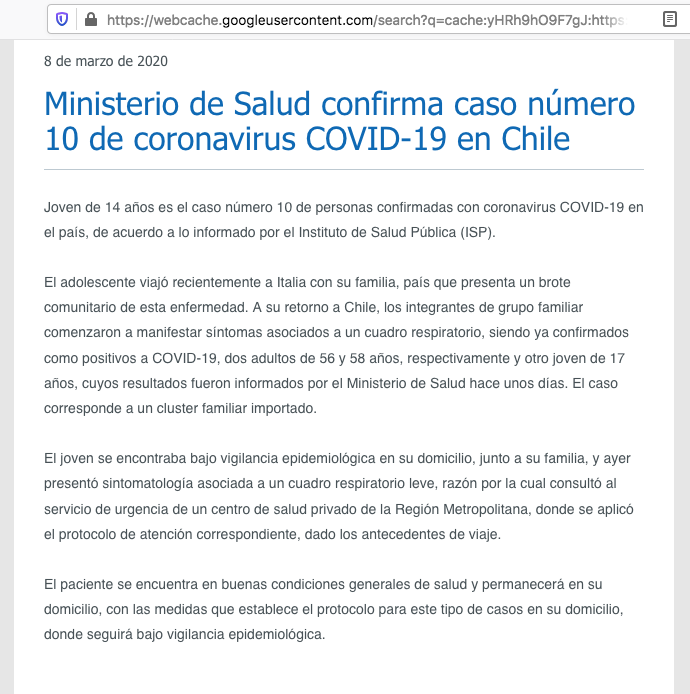 https://webcache.googleusercontent.com/search?q=cache:yHRh9hO9F7gJ:https
8 de marzo de 2020
Ministerio de Salud confirma caso número
10 de coronavirus COVID-19 en Chile
Joven de 14 años es el caso número 10 de personas confirmadas con coronavirus COVID-19 en
el país, de acuerdo a lo informado por el Instituto de Salud Pública (ISP).
El adolescente viajó recientemente a Italia con su familia, país que presenta un brote
comunitario de esta enfermedad. A su retorno a Chile, los integrantes de grupo familiar
comenzaron a manifestar síntomas asociados a un cuadro respiratorio, siendo ya confirmados
como positivos a COVID-19, dos adultos de 56 y 58 años, respectivamente y otro joven de 17
años, cuyos resultados fueron informados por el Ministerio de Salud hace unos días. El caso
corresponde a un cluster familiar importado.
El joven se encontraba bajo vigilancia epidemiológica en su domicilio, junto a su familia, y ayer
presentó sintomatología asociada a un cuadro respiratorio leve, razón por la cual consultó al
servicio de urgencia de un centro de salud privado de la Región Metropolitana, donde se aplicó
el protocolo de atención correspondiente, dado los antecedentes de viaje.
El paciente se encuentra en buenas condiciones generales de salud y permanecerá en su
domicilio, con las medidas que establece el protocolo para este tipo de casos en su domicilio,
donde seguirá bajo vigilancia epidemiológica.